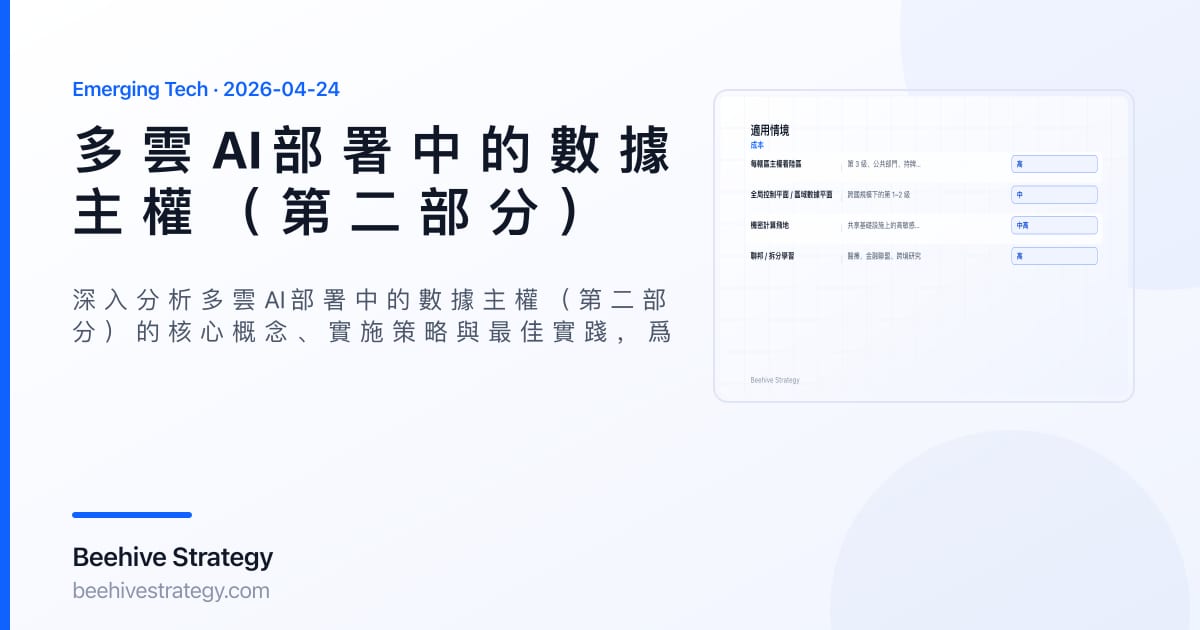 Emerging Tech · 2026-04-24
多雲AI部署中的數據
主權（第二部分）
深入分析多雲AI部署中的數據主權（第二部
分）的核心概念、實施策略與最佳實踐，爲
Beehive Strategy
beehivestrategy.com
適用情境
成本
每轄區主權着陸區 第 3 級、公共部門、持牌... 高
全局控制平面 / 區域數據平面 跨國規模下的第 1–2 級 中
機密計算飛地 共享基礎設施上的高敏感... 中高
聯邦 / 拆分學習 醫療、金融聯盟、跨境研究 高
Beehive Strategy